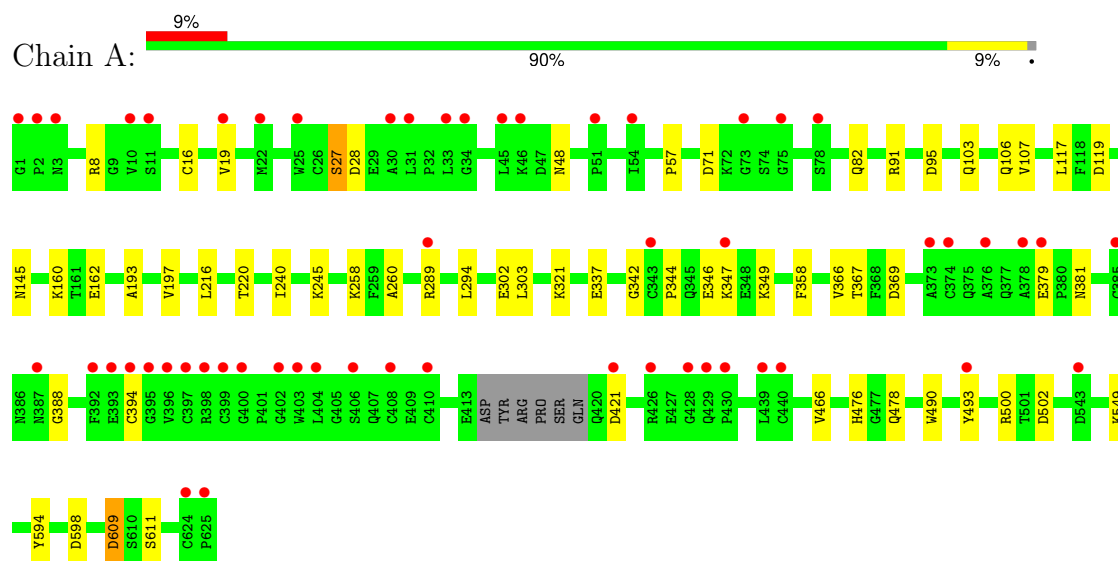 9%
Chain A:
90% 9% •
G1 P2 N3 R8 G9 V10 S11 C16 V19 M22 W25 C26 S27 D28 E29 A30 L31 P32 L33 G34 L45 K46 D47 N48 P51 I54 P57 D71 K72 G73 S74 G75 S78 Q82 R91 D95 Q103 Q106 V107 L117 F118 D119
N145 K160 T161 E162 A193 V197 L216 T220 I240 K245 K258 F259 A260 R289 L294 E302 L303 K321 E337 G342 C343 P344 Q345 E346 K347 E348 K349 F358 V366 T367 F368 D369 A373 C374 Q375 A376 Q377 A378 E379 P380 N381 C385
N386 N387 G388 F392 E393 C394 G395 V396 C397 R398 C399 G400 P401 G402 W403 L404 G405 S406 Q407 C408 E409 C410 E413 ASP TYR ARG PRO SER GLN Q420 D421 R426 E427 G428 Q429 P430 L439 C440 V466 H476 G477 Q478 W490 Y493 R500 T501 D502 D543 K549
Y594 D598 D609 S610 S611 C624 P625